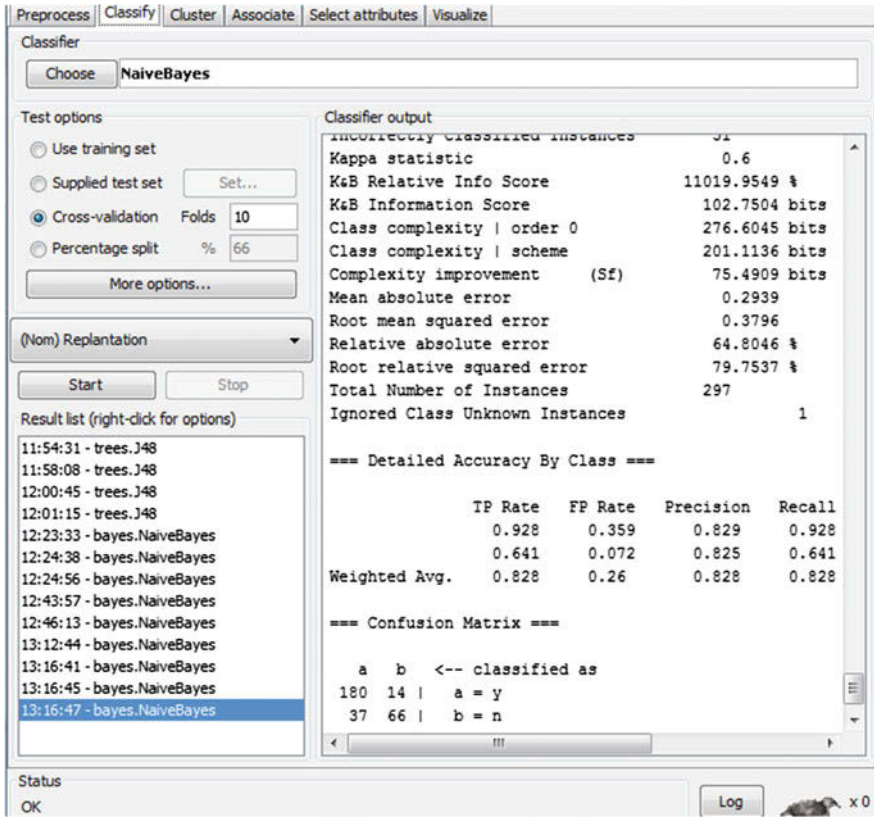 Preprocess Classify Cluster Associate Select attributes Visualize
Classifier
Choose NaiveBayes
Test options
Use training set
Supplied test set Set...
Cross-validation Folds 10
Percentage split % 66
More options...
(Nom) Replantation
Start Stop
Result list (right-click for options)
11:54:31 - trees.J48
11:58:08 - trees.J48
12:00:45 - trees.J48
12:01:15 - trees.J48
12:23:33 - bayes.NaiveBayes
12:24:38 - bayes.NaiveBayes
12:24:56 - bayes.NaiveBayes
12:43:57 - bayes.NaiveBayes
12:46:13 - bayes.NaiveBayes
13:12:44 - bayes.NaiveBayes
13:16:41 - bayes.NaiveBayes
13:16:45 - bayes.NaiveBayes
13:16:47 - bayes.NaiveBayes
Classifier output
Incorrectly Classified Instances 51
Kappa statistic 0.6
K&B Relative Info Score 11019.9549 %
K&B Information Score 102.7504 bits
Class complexity | order 0 276.6045 bits
Class complexity | scheme 201.1136 bits
Complexity improvement (Sf) 75.4909 bits
Mean absolute error 0.2939
Root mean squared error 0.3796
Relative absolute error 64.8046 %
Root relative squared error 79.7537 %
Total Number of Instances 297
Ignored Class Unknown Instances 1
=== Detailed Accuracy By Class ===
TP Rate FP Rate Precision Recall
0.928 0.359 0.829 0.928
0.641 0.072 0.825 0.641
Weighted Avg. 0.828 0.26 0.828 0.828
=== Confusion Matrix ===
a b <-- classified as
180 14 | a = y
37 66 | b = n
Status
OK
Log x 0